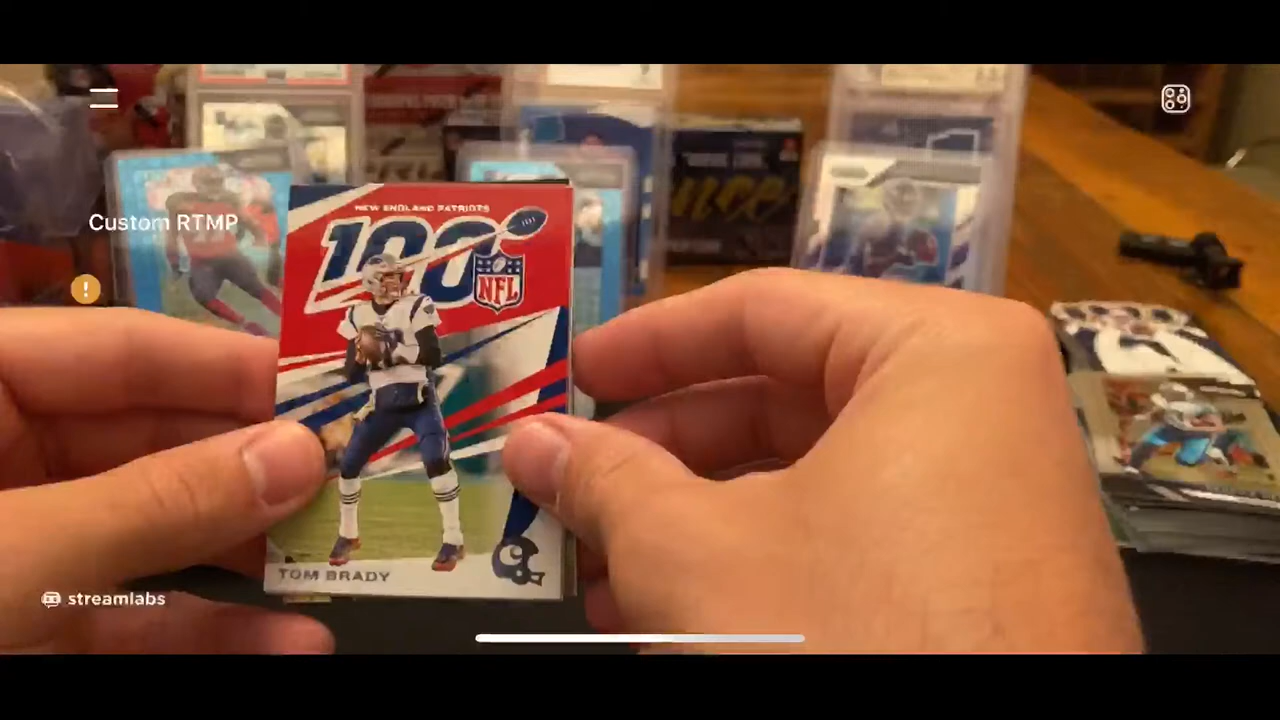 Custom RTMP
!
NEW ENGLAND PATRIOTS
100
NFL
TOM BRADY
streamlabs